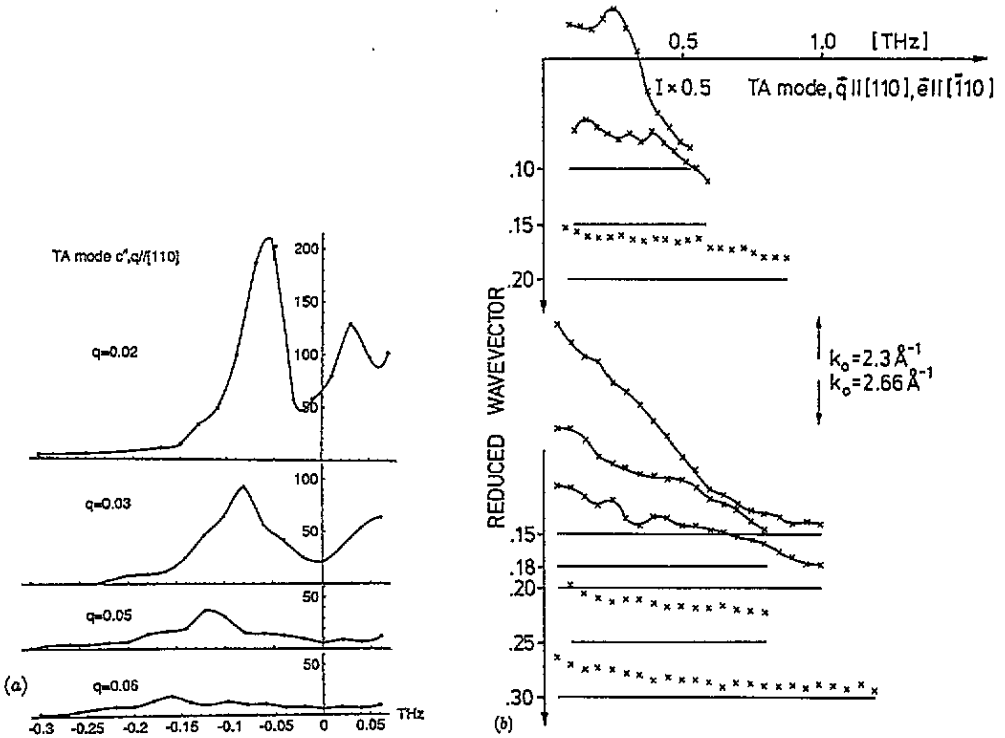 TA mode c',q//[110]
200
150
q=0.02
100
50
100
q=0.03
50
50
q=0.05
50
(a)
q=0.06
-0.3 -0.25 -0.2 -0.15 -0.1 -0.05 0 0.05 THz
0.5 1.0 [THz]
I×0.5 TA mode, q⃗ II [110], e⃗ II [1̄10]
.10
.15
.20
REDUCED WAVEVECTOR
k₀=2.3 Å⁻¹
k₀=2.66 Å⁻¹
.15
.18
.20
.25
.30
(b)